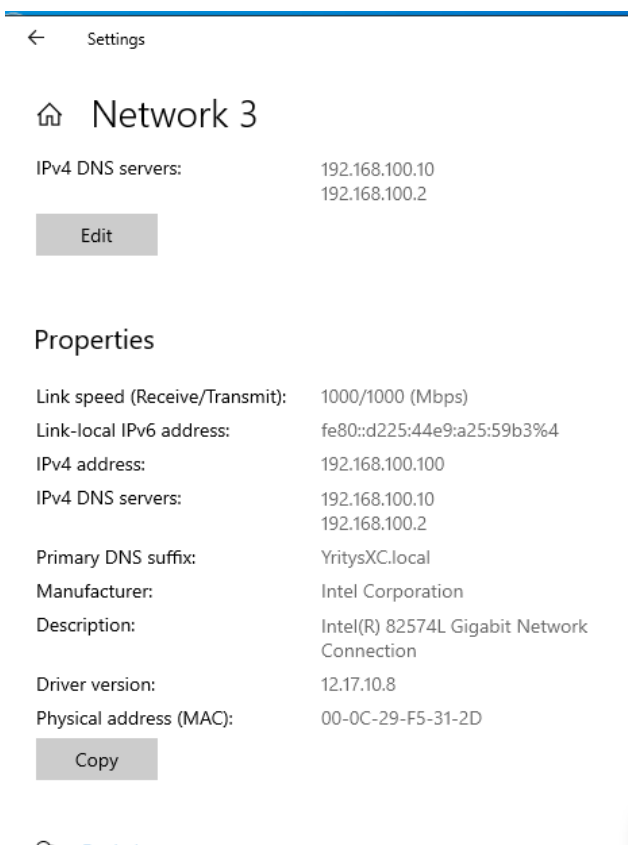 Settings
Network 3
IPv4 DNS servers: 192.168.100.10
192.168.100.2
Edit
Properties
Link speed (Receive/Transmit): 1000/1000 (Mbps)
Link-local IPv6 address: fe80::d225:44e9:a25:59b3%4
IPv4 address: 192.168.100.100
IPv4 DNS servers: 192.168.100.10
192.168.100.2
Primary DNS suffix: YritysXC.local
Manufacturer: Intel Corporation
Description: Intel(R) 82574L Gigabit Network
Connection
Driver version: 12.17.10.8
Physical address (MAC): 00-0C-29-F5-31-2D
Copy